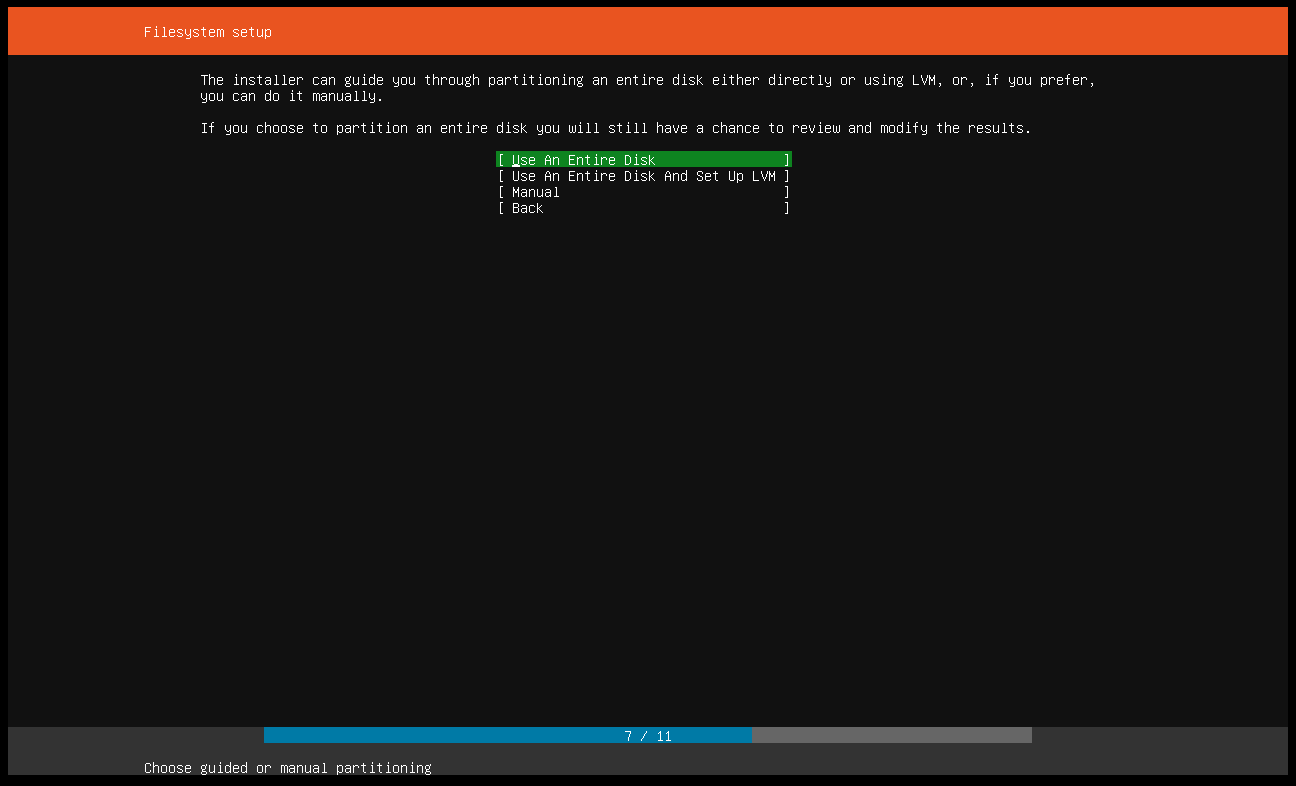 Filesystem setup
The installer can guide you through partitioning an entire disk either directly or using LVM, or, if you prefer,
you can do it manually.
If you choose to partition an entire disk you will still have a chance to review and modify the results.
[ Use An Entire Disk ]
[ Use An Entire Disk And Set Up LVM ]
[ Manual ]
[ Back ]
7 / 11
Choose guided or manual partitioning